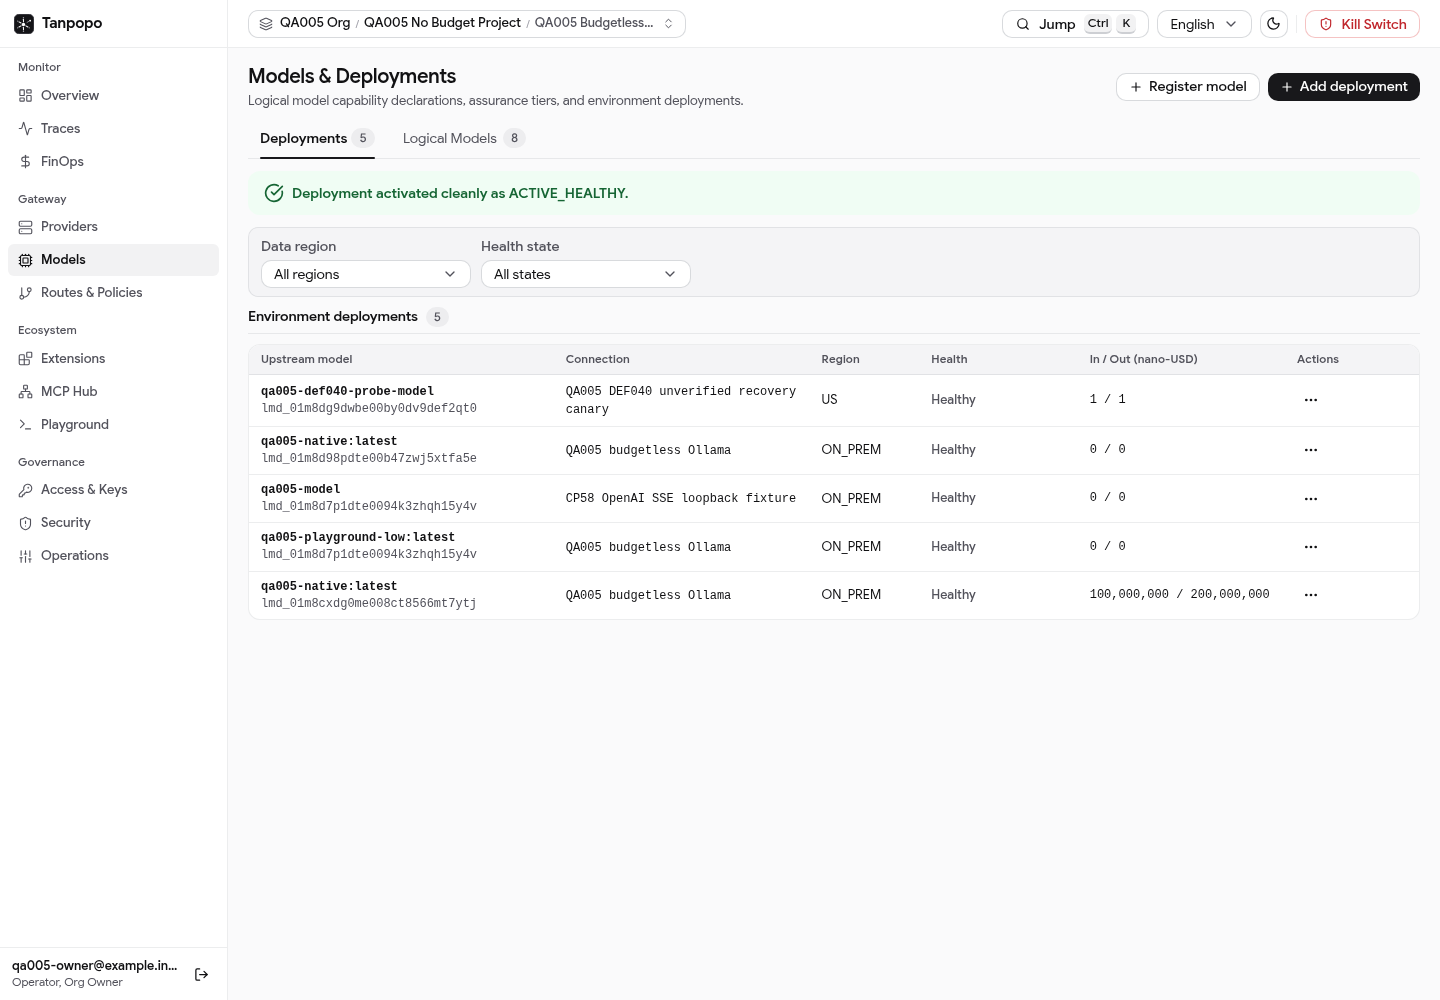 Tanpopo
QA005 Org / QA005 No Budget Project / QA005 Budgetless...
Jump Ctrl K
English
Kill Switch
Monitor
Overview
Traces
FinOps
Gateway
Providers
Models
Routes & Policies
Ecosystem
Extensions
MCP Hub
Playground
Governance
Access & Keys
Security
Operations
qa005-owner@example.in...
Operator, Org Owner
Models & Deployments
Logical model capability declarations, assurance tiers, and environment deployments.
Register model
Add deployment
Deployments 5
Logical Models 8
Deployment activated cleanly as ACTIVE_HEALTHY.
Data region
All regions
Health state
All states
Environment deployments 5
Upstream model Connection Region Health In / Out (nano-USD) Actions
qa005-def040-probe-model
lmd_01m8dg9dwbe00by0dv9def2qt0
QA005 DEF040 unverified recovery
canary
US Healthy 1 / 1
qa005-native:latest
lmd_01m8d98pdte00b47zwj5xtfa5e
QA005 budgetless Ollama ON_PREM Healthy 0 / 0
qa005-model
lmd_01m8d7p1dte0094k3zhqh15y4v
CP58 OpenAI SSE loopback fixture ON_PREM Healthy 0 / 0
qa005-playground-low:latest
lmd_01m8d7p1dte0094k3zhqh15y4v
QA005 budgetless Ollama ON_PREM Healthy 0 / 0
qa005-native:latest
lmd_01m8cxdg0me008ct8566mt7ytj
QA005 budgetless Ollama ON_PREM Healthy 100,000,000 / 200,000,000